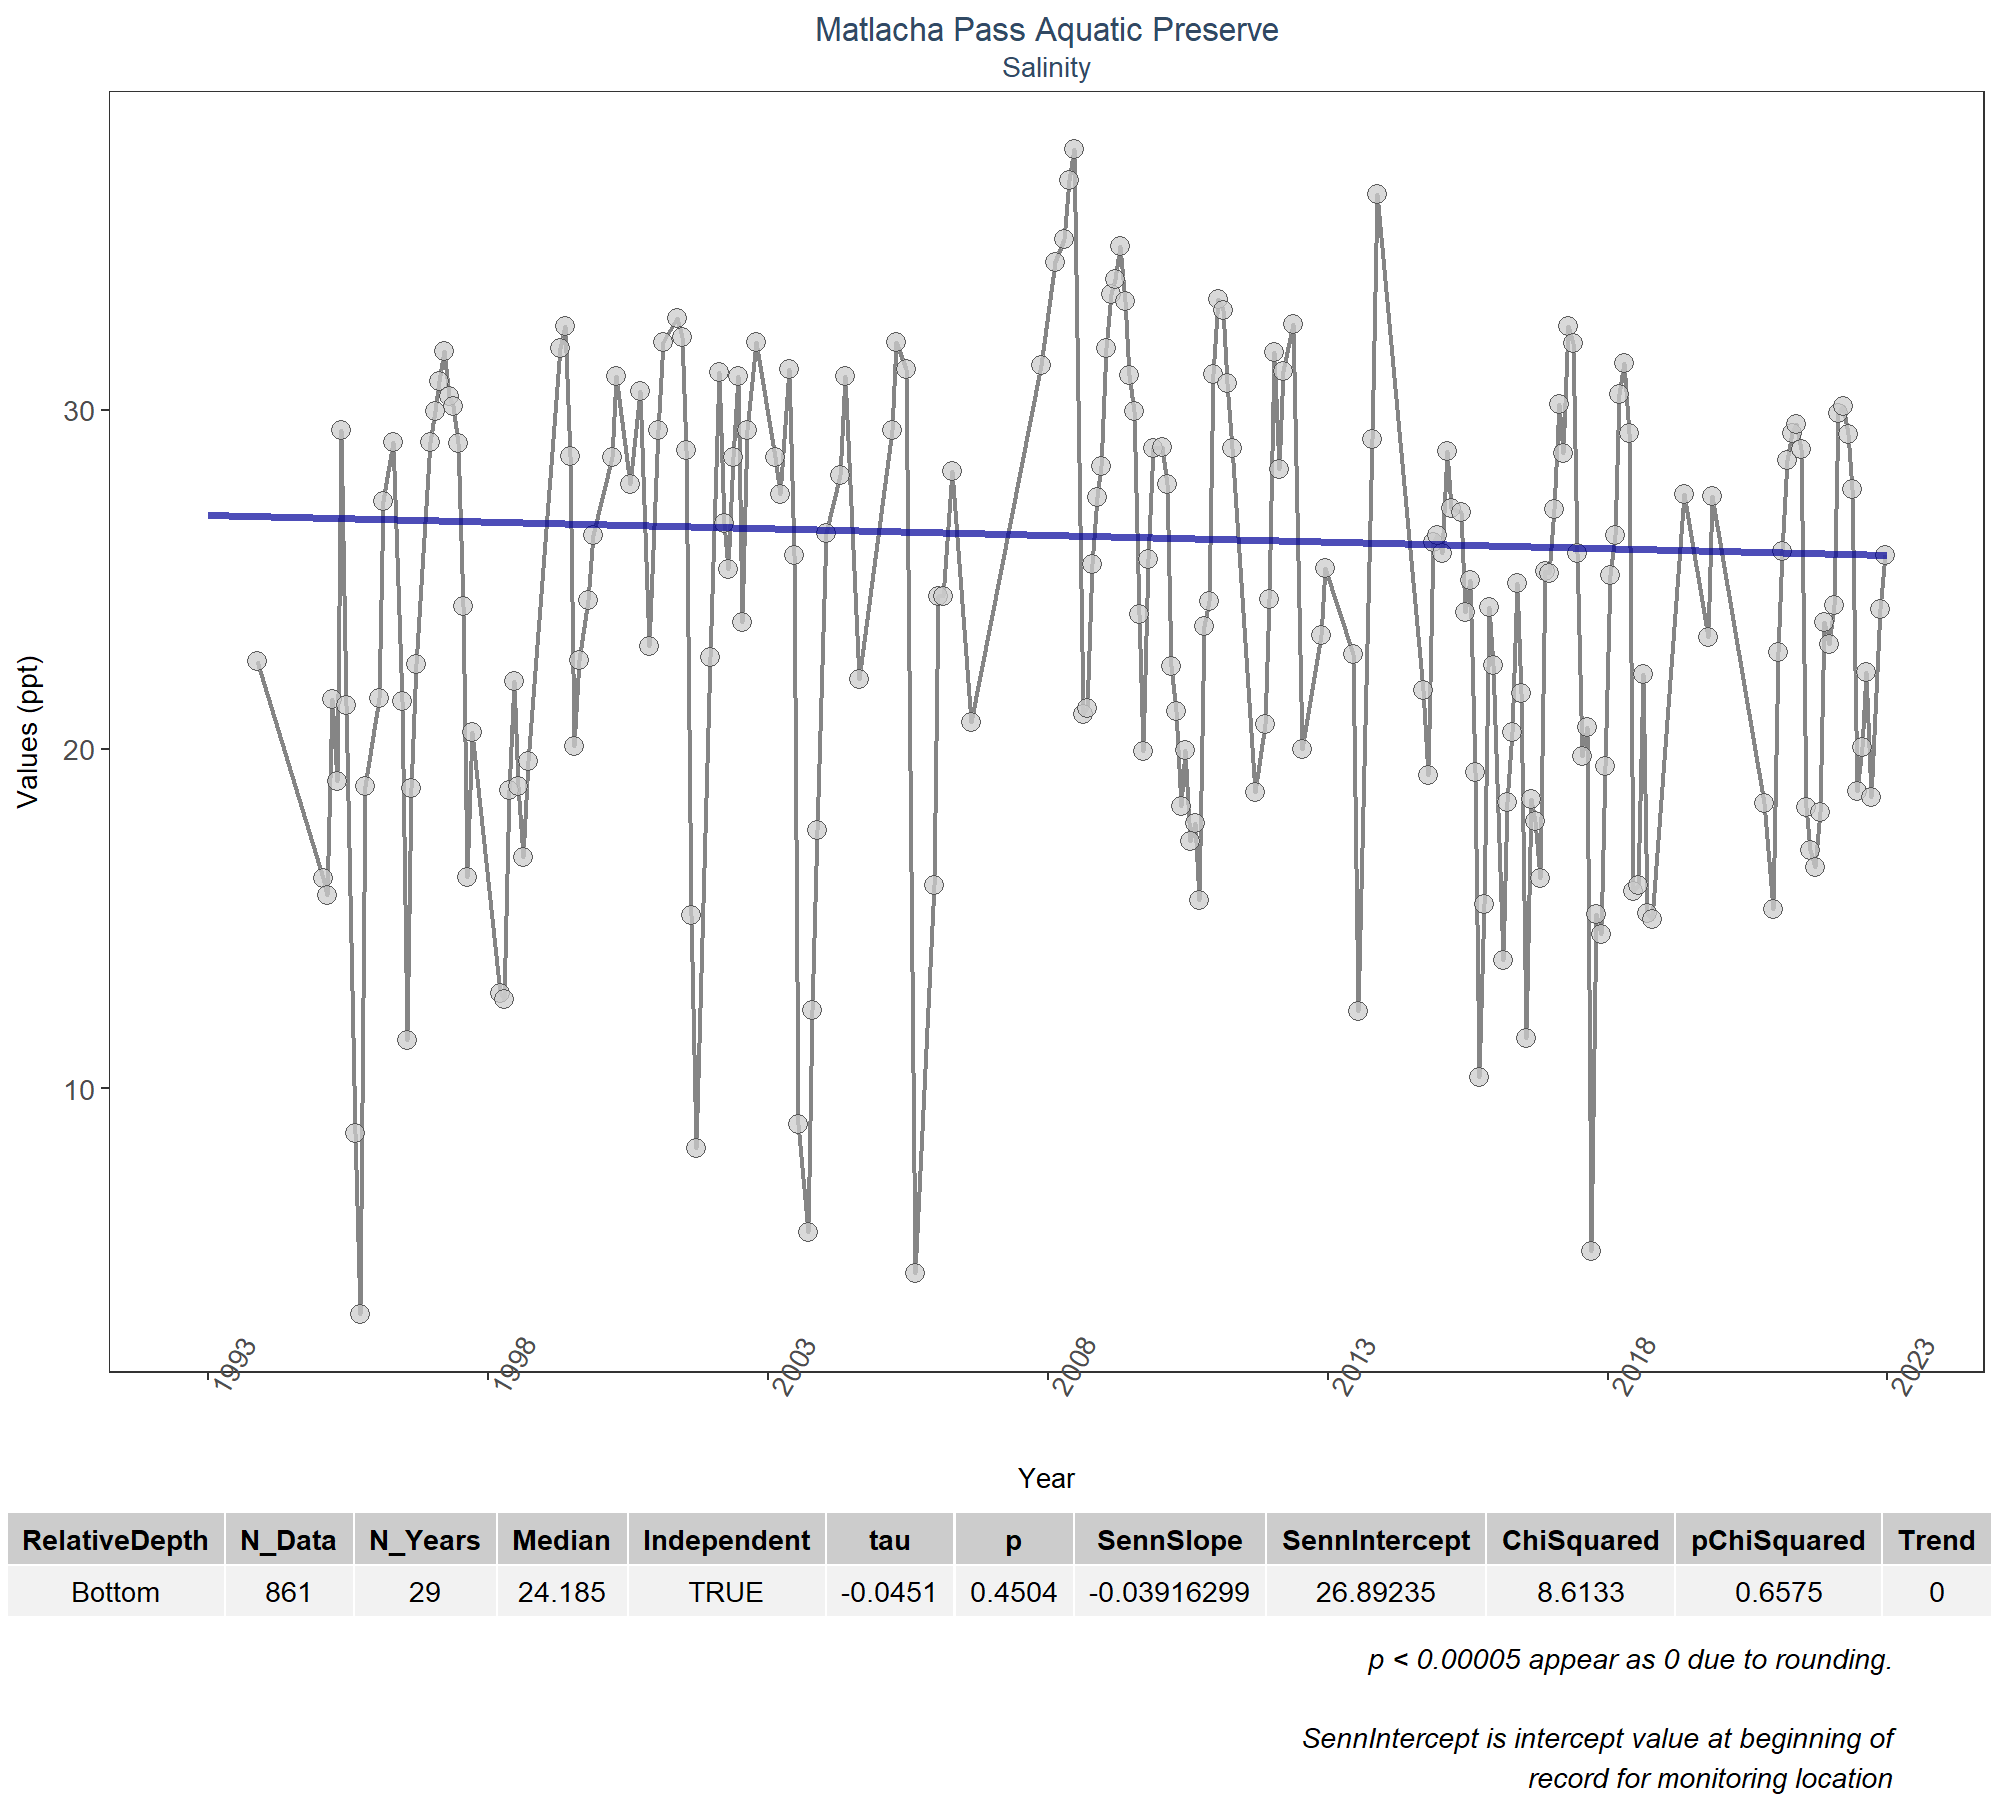 Matlacha Pass Aquatic Preserve
Salinity
Values (ppt)
30
20
10
1993 1998 2003 2008 2013 2018 2023
Year
RelativeDepth N_Data N_Years Median Independent tau p SennSlope SennIntercept ChiSquared pChiSquared Trend
Bottom 861 29 24.185 TRUE -0.0451 0.4504 -0.03916299 26.89235 8.6133 0.6575 0
p < 0.00005 appear as 0 due to rounding.
SennIntercept is intercept value at beginning of
record for monitoring location